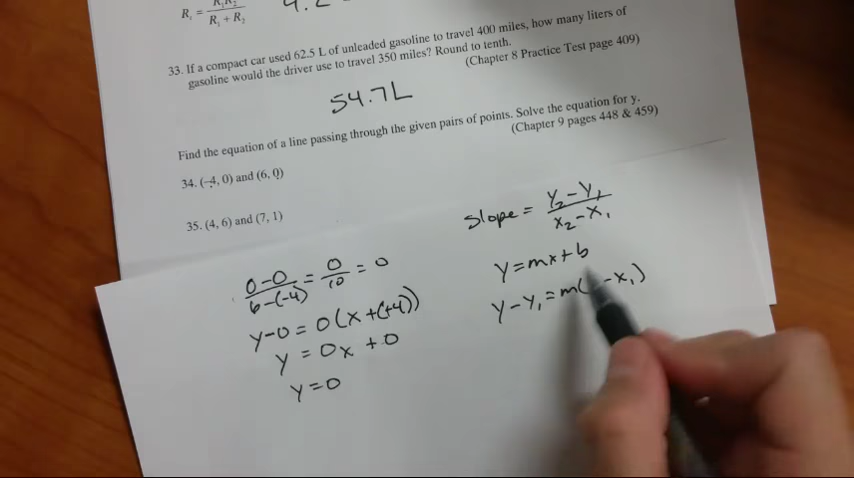 R₁R₂
R₁ + R₂
33. If a compact car used 62.5 L of unleaded gasoline to travel 400 miles, how many liters of
gasoline would the driver use to travel 350 miles? Round to tenth.
(Chapter 8 Practice Test page 409)
54.7L
Find the equation of a line passing through the given pairs of points. Solve the equation for y.
(Chapter 9 pages 448 & 459)
34. (–4, 0) and (6, 0)
35. (4, 6) and (7, 1)
Slope = y₂-y₁
x₂-x₁
0-0 = 0 = 0
6-(-4) 10
y=mx+b
y-0 = 0(x+(+4))
y-y₁=m( -x₁)
y = 0x + 0
y=0